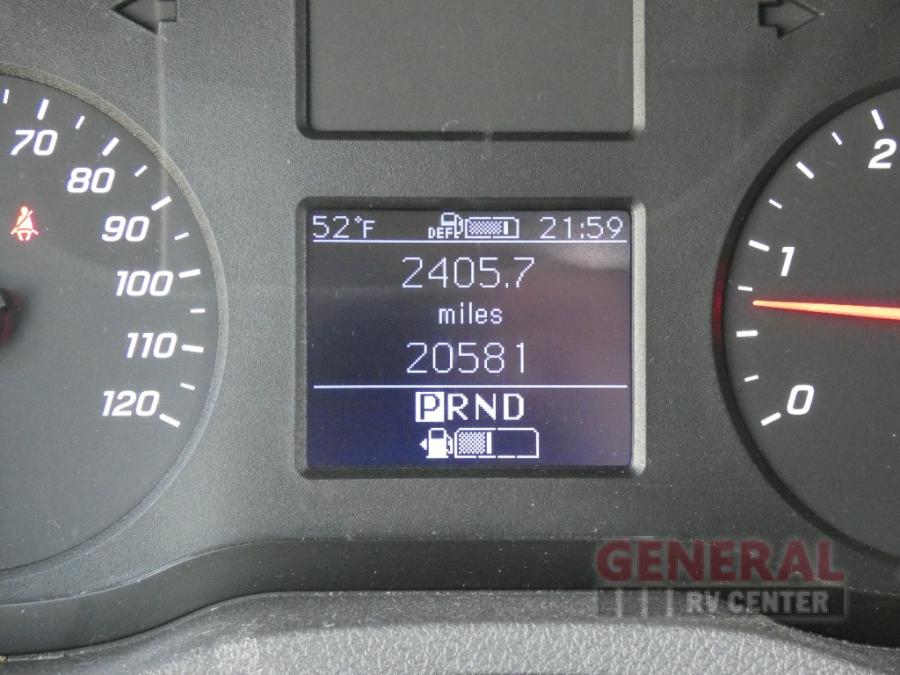 52°F DEF 21:59
2405.7
miles
20581
PRND
70
80
90
100
110
120
2
1
0
GENERAL
RV CENTER